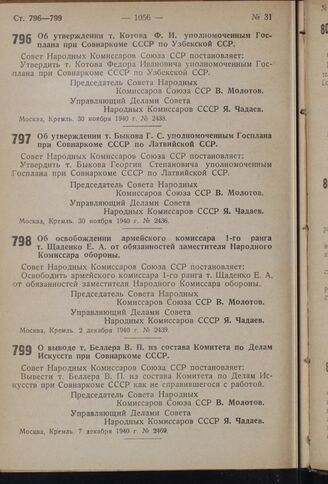 Ст. 796—799 — 1056 — № 31
796 Об утверждении т. Котова Ф. И. уполномоченным Гос-
плана при Совнаркоме СССР по Узбекской ССР.
Совет Народных Комиссаров Союза ССР постановляет:
Утвердить т. Котова Федора Ивановича уполномоченным Гос-
плана при Совнаркоме СССР по Узбекской ССР.
Председатель Совета Народных
Комиссаров Союза ССР В. Молотов.
Управляющий Делами Совета
Народных Комиссаров СССР Я. Чадаев.
Москва, Кремль. 30 ноября 1940 г. № 2438.
797 Об утверждении т. Быкова Г. С. уполномоченным Госплана
при Совнаркоме СССР по Латвийской ССР.
Совет Народных Комиссаров Союза ССР постановляет:
Утвердить т. Быкова Георгия Степановича уполномоченным
Госплана при Совнаркоме СССР по Латвийской ССР.
Председатель Совета Народных
Комиссаров Союза ССР В. Молотов.
Управляющий Делами Совета
Народных Комиссаров СССР Я. Чадаев.
Москва, Кремль. 30 ноября 1940 г. № 2436.
798 Об освобождении армейского комиссара 1-го ранга
т. Щаденко Е. А. от обязанностей заместителя Народного
Комиссара обороны.
Совет Народных Комиссаров Союза ССР постановляет:
Освободить армейского комиссара 1-го ранга т. Щаденко Е. А.
от обязанностей заместителя Народного Комиссара обороны.
Председатель Совета Народных
Комиссаров Союза ССР В. Молотов.
Управляющий Делами Совета
Народных Комиссаров СССР Я. Чадаев.
Москва, Кремль. 2 декабря 1940 г. № 2439.
799 О выводе т. Беллера В. П. из состава Комитета по Делам
Искусств при Совнаркоме СССР.
Совет Народных Комиссаров Союза ССР постановляет:
Вывести т. Беллера В. П. из состава Комитета по Делам Ис-
кусств при Совнаркоме СССР как не справившегося с работой.
Председатель Совета Народных
Комиссаров Союза ССР В. Молотов.
Управляющий Делами Совета
Народных Комиссаров СССР Я. Чадаев.
Москва, Кремль. 7 декабря 1940 г. № 2469.